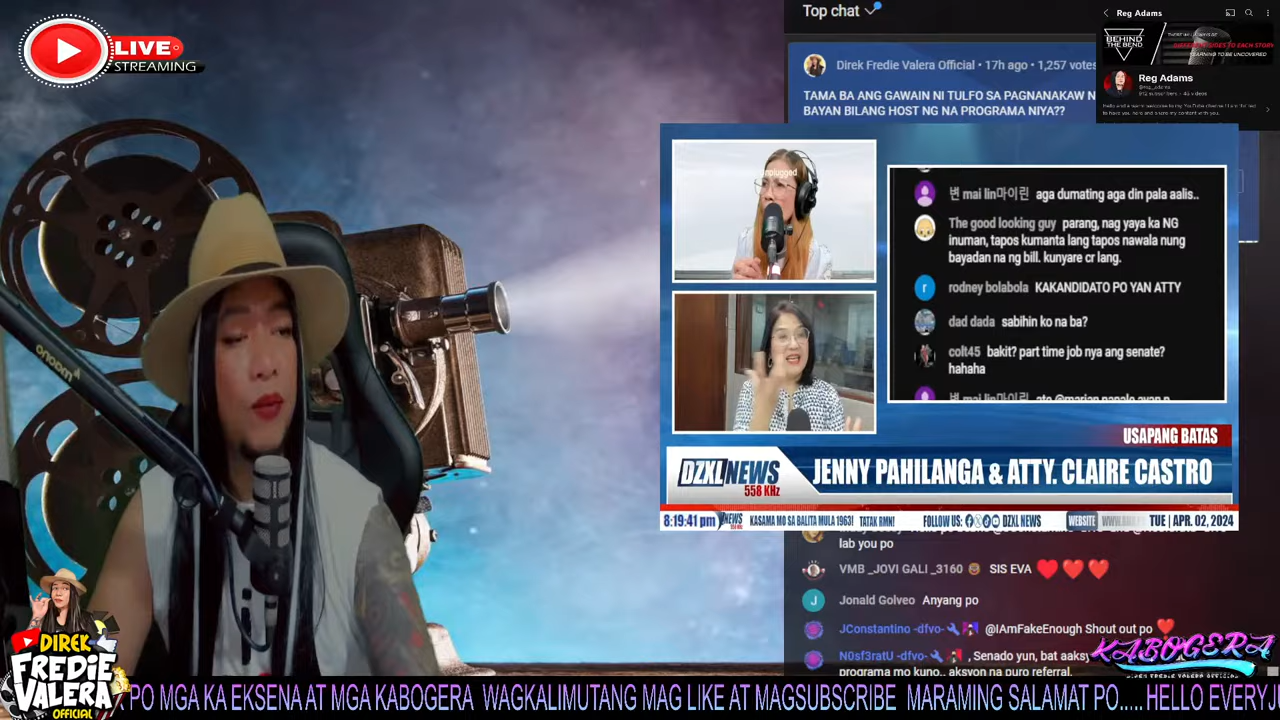 LIVE
STREAMING
Top chat
Direk Fredie Valera Official • 17h ago • 1,257 votes
TAMA BA ANG GAWAIN NI TULFO SA PAGNANAKAW N
BAYAN BILANG HOST NG NA PROGRAMA NIYA??
Reg Adams
BEHIND
THE BEND
Reg Adams
unplugged
변 mai lin마이린 aga dumating aga din pala aalis..
The good looking guy parang, nag yaya ka NG
inuman, tapos kumanta lang tapos nawala nung
bayadan na ng bill. kunyare cr lang.
rodney bolabola KAKANDIDATO PO YAN ATTY
dad dada sabihin ko na ba?
colt45 bakit? part time job nya ang senate?
hahaha
USAPANG BATAS
DZXL NEWS
558 KHz
JENNY PAHILANGA & ATTY. CLAIRE CASTRO
8:19:41 pm NEWS KASAMA MO SA BALITA MULA 1963! TATAK RMN! FOLLOW US: DZXL NEWS WEBSITE TUE | APR. 02, 2024
lab you po
VMB _JOVI GALI _3160 SIS EVA ❤️❤️❤️
J Jonald Golveo Anyang po
JConstantino -dfvo- @IAmFakeEnough Shout out po ❤️
N0sf3ratU -dfvo- , Senado yun, bat aaksy
programa mo kuno.. aksyon na puro referral.
KABOGERA
maono
DIREK
FREDIE
VALERA
OFFICIAL
PO MGA KA EKSENA AT MGA KABOGERA WAGKALIMUTANG MAG LIKE AT MAGSUBSCRIBE MARAMING SALAMAT PO..... HELLO EVERYJ